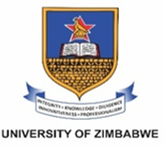 INTEGRITY • KNOWLEDGE • DILIGENCE
INNOVATIVENESS • PROFESSIONALISM
UNIVERSITY OF ZIMBABWE